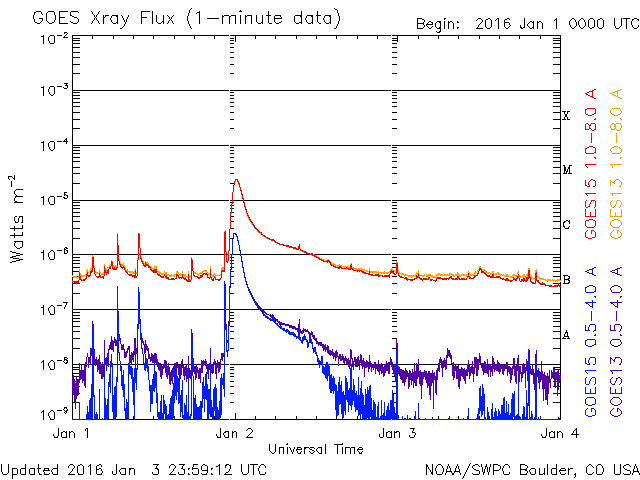 GOES Xray Flux (1-minute data)
Begin: 2016 Jan 1 0000 UTC
10-2
10-3
10-4
10-5
10-6
10-7
10-8
10-9
Watts m-2
X
M
C
B
A
GOES15 1.0-8.0 A
GOES13 1.0-8.0 A
GOES15 0.5-4.0 A
GOES13 0.5-4.0 A
Jan 1
Jan 2
Jan 3
Jan 4
Universal Time
Updated 2016 Jan 3 23:59:12 UTC
NOAA/SWPC Boulder, CO USA